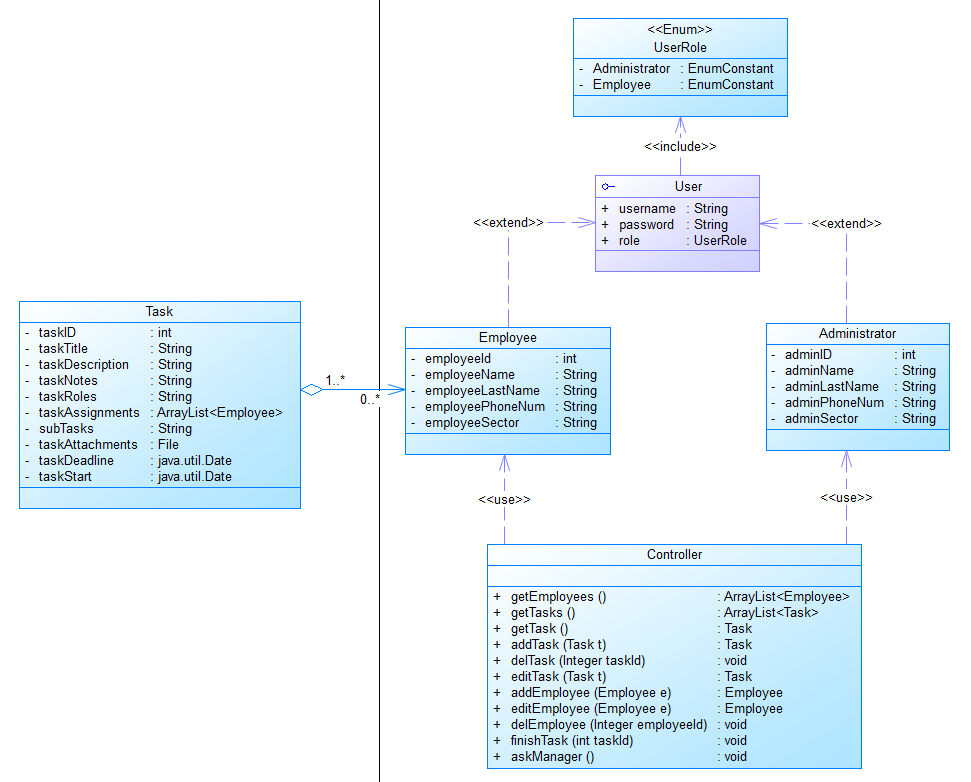 <<Enum>>
UserRole
- Administrator : EnumConstant
- Employee : EnumConstant
<<include>>
User
+ username : String
+ password : String
+ role : UserRole
<<extend>>
<<extend>>
Task
- taskID : int
- taskTitle : String
- taskDescription : String
- taskNotes : String
- taskRoles : String
- taskAssignments : ArrayList<Employee>
- subTasks : String
- taskAttachments : File
- taskDeadline : java.util.Date
- taskStart : java.util.Date
1..*
0..*
Employee
- employeeId : int
- employeeName : String
- employeeLastName : String
- employeePhoneNum : String
- employeeSector : String
Administrator
- adminID : int
- adminName : String
- adminLastName : String
- adminPhoneNum : String
- adminSector : String
<<use>>
<<use>>
Controller
+ getEmployees () : ArrayList<Employee>
+ getTasks () : ArrayList<Task>
+ getTask () : Task
+ addTask (Task t) : Task
+ delTask (Integer taskId) : void
+ editTask (Task t) : Task
+ addEmployee (Employee e) : Employee
+ editEmployee (Employee e) : Employee
+ delEmployee (Integer employeeId) : void
+ finishTask (int taskId) : void
+ askManager () : void